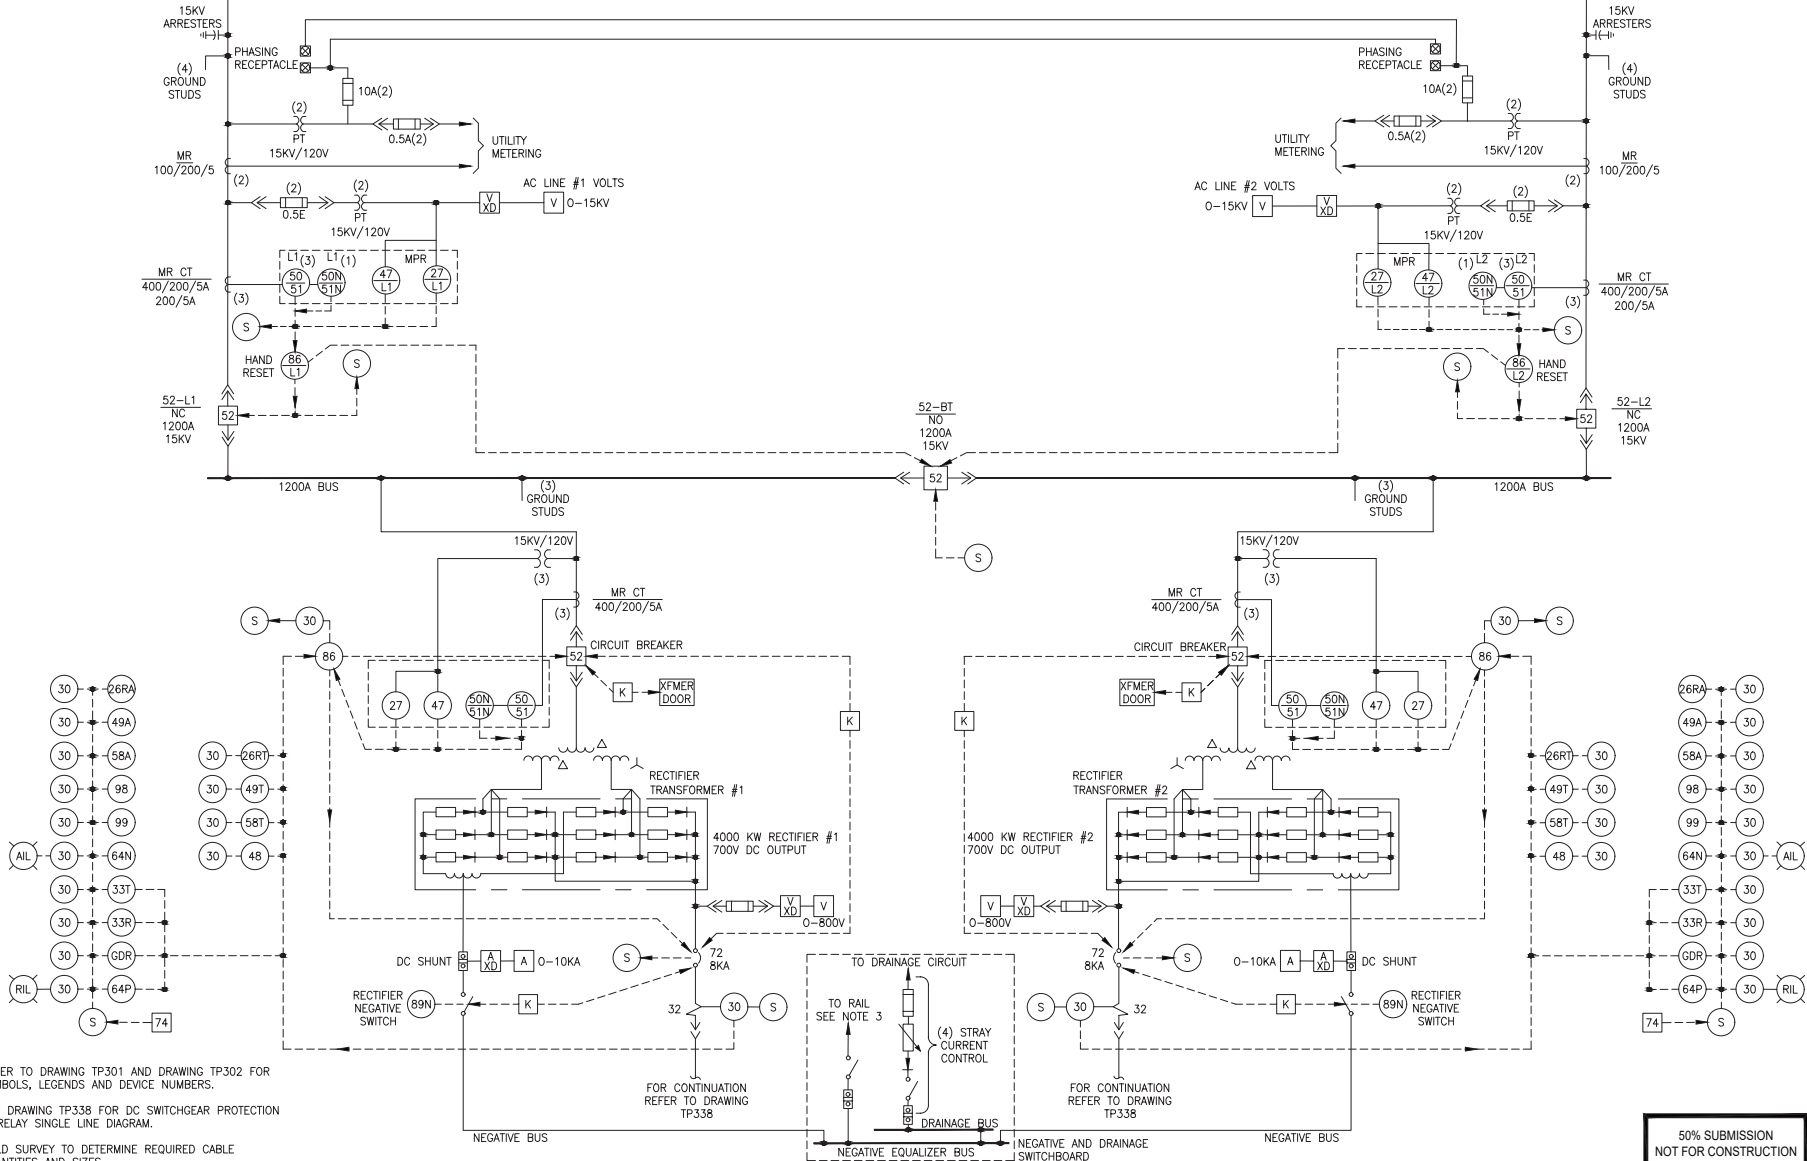 15KV
ARRESTERS
15KV
ARRESTERS
PHASING
RECEPTACLE
PHASING
RECEPTACLE
(4)
GROUND
STUDS
(4)
GROUND
STUDS
10A(2)
10A(2)
(2)
PT
15KV/120V
0.5A(2)
UTILITY
METERING
UTILITY
METERING
0.5A(2)
(2)
PT
15KV/120V
MR
100/200/5
(2)
MR
100/200/5
(2)
AC LINE #1 VOLTS
V
XD
V
0-15KV
AC LINE #2 VOLTS
0-15KV
V
V
XD
(2)
0.5E
(2)
PT
15KV/120V
(2)
PT
15KV/120V
(2)
0.5E
L1
(3)
L1
(1)
MPR
50
51
50N
51N
47
L1
27
L1
MPR
(1)
L2
(3)
L2
27
L2
47
L2
50N
51N
50
51
MR CT
400/200/5A
200/5A
(3)
MR CT
400/200/5A
200/5A
(3)
S
S
HAND
RESET
86
L1
S
S
86
L2
HAND
RESET
52-L1
NC
1200A
15KV
52
52-BT
NO
1200A
15KV
52
52-L2
NC
1200A
15KV
52
1200A BUS
(3)
GROUND
STUDS
(3)
GROUND
STUDS
1200A BUS
S
15KV/120V
(3)
15KV/120V
(3)
MR CT
400/200/5A
(3)
MR CT
400/200/5A
(3)
S
30
30
S
86
52
CIRCUIT BREAKER
CIRCUIT BREAKER
52
86
K
XFMER
DOOR
XFMER
DOOR
K
27
47
50N
51N
50
51
50
51
50N
51N
47
27
K
K
30
26RA
30
49A
30
58A
30
98
30
99
AIL
30
64N
30
33T
30
33R
30
GDR
RIL
30
64P
S
74
30
26RT
30
49T
30
58T
30
48
26RT
30
49T
30
58T
30
48
30
26RA
30
49A
30
58A
30
98
30
99
30
64N
30
AIL
33T
30
33R
30
GDR
30
64P
30
RIL
74
S
RECTIFIER
TRANSFORMER #1
RECTIFIER
TRANSFORMER #2
4000 KW RECTIFIER #1
700V DC OUTPUT
4000 KW RECTIFIER #2
700V DC OUTPUT
V
XD
V
0-800V
V
V
XD
0-800V
DC SHUNT
A
XD
A
0-10KA
S
72
8KA
72
8KA
S
0-10KA
A
A
XD
DC SHUNT
RECTIFIER
NEGATIVE
SWITCH
89N
K
32
30
S
S
30
32
K
89N
RECTIFIER
NEGATIVE
SWITCH
TO DRAINAGE CIRCUIT
TO RAIL
SEE NOTE 3
(4) STRAY
CURRENT
CONTROL
DRAINAGE BUS
NEGATIVE EQUALIZER BUS
NEGATIVE AND DRAINAGE
SWITCHBOARD
FOR CONTINUATION
REFER TO DRAWING
TP338
FOR CONTINUATION
REFER TO DRAWING
TP338
NEGATIVE BUS
NEGATIVE BUS
ER TO DRAWING TP301 AND DRAWING TP302 FOR
BOLS, LEGENDS AND DEVICE NUMBERS.
DRAWING TP338 FOR DC SWITCHGEAR PROTECTION
RELAY SINGLE LINE DIAGRAM.
LD SURVEY TO DETERMINE REQUIRED CABLE
50% SUBMISSION
NOT FOR CONSTRUCTION